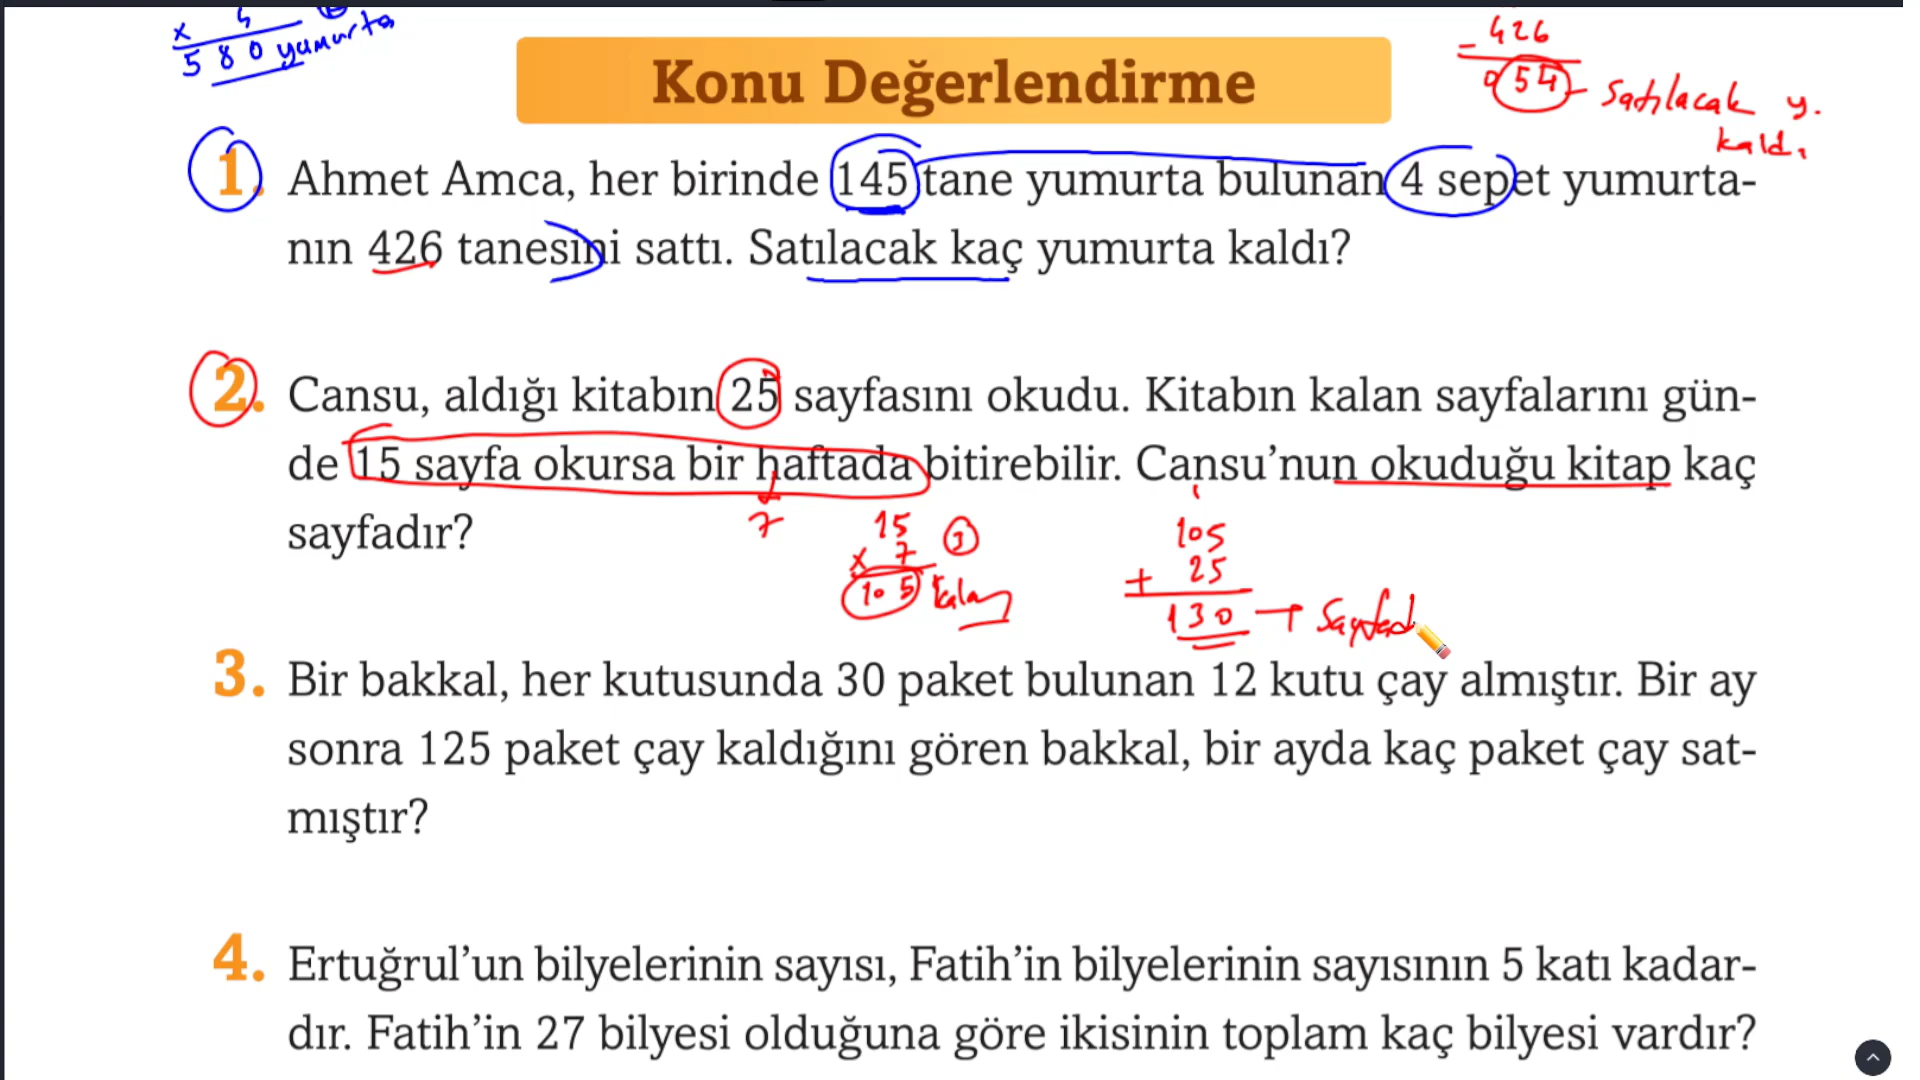 x 4
580 yumurta
- 426
054 - Satılacak y.
kaldı
Konu Değerlendirme
1. Ahmet Amca, her birinde 145 tane yumurta bulunan 4 sepet yumurta-
nın 426 tanesini sattı. Satılacak kaç yumurta kaldı?
2. Cansu, aldığı kitabın 25 sayfasını okudu. Kitabın kalan sayfalarını gün-
de 15 sayfa okursa bir haftada bitirebilir. Cansu’nun okuduğu kitap kaç
sayfadır?
7
15
x 7
105 kalan
3
1
105
+ 25
130 → Sayfad
3. Bir bakkal, her kutusunda 30 paket bulunan 12 kutu çay almıştır. Bir ay
sonra 125 paket çay kaldığını gören bakkal, bir ayda kaç paket çay sat-
mıştır?
4. Ertuğrul’un bilyelerinin sayısı, Fatih’in bilyelerinin sayısının 5 katı kadar-
dır. Fatih’in 27 bilyesi olduğuna göre ikisinin toplam kaç bilyesi vardır?